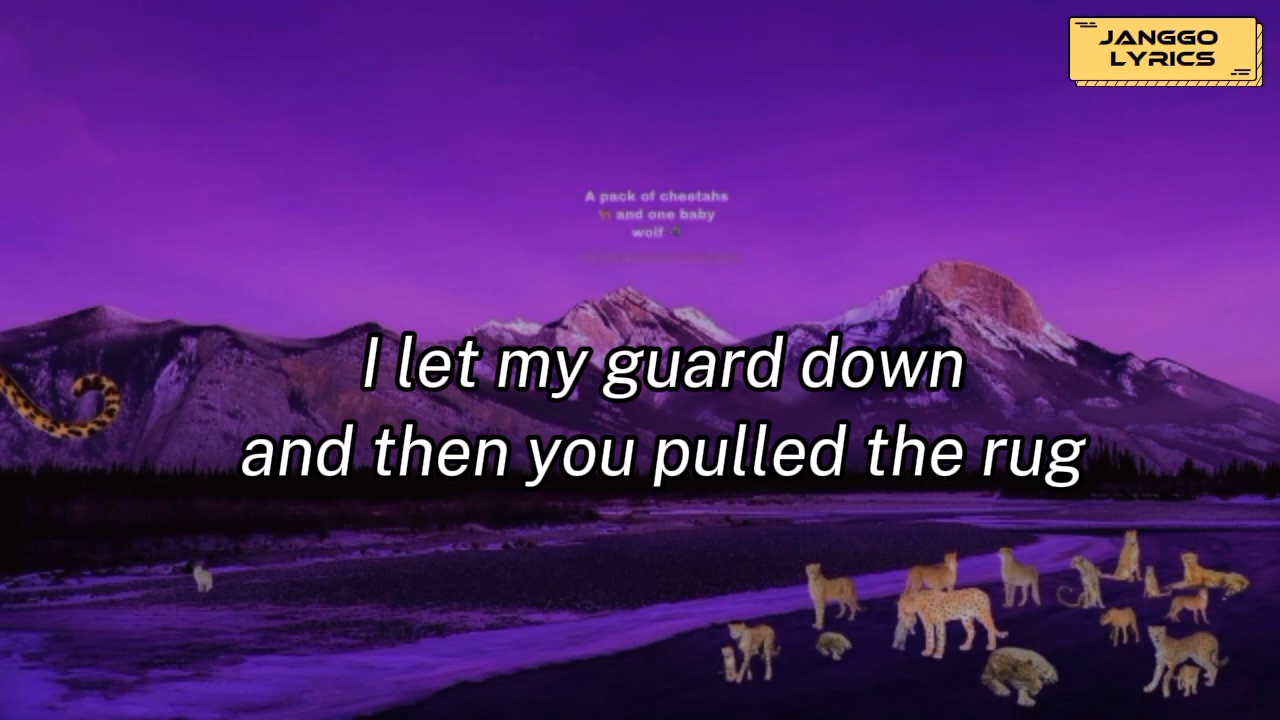 JANGGO
LYRICS
A pack of cheetahs
🐆 and one baby
wolf 🐺
I let my guard down
and then you pulled the rug